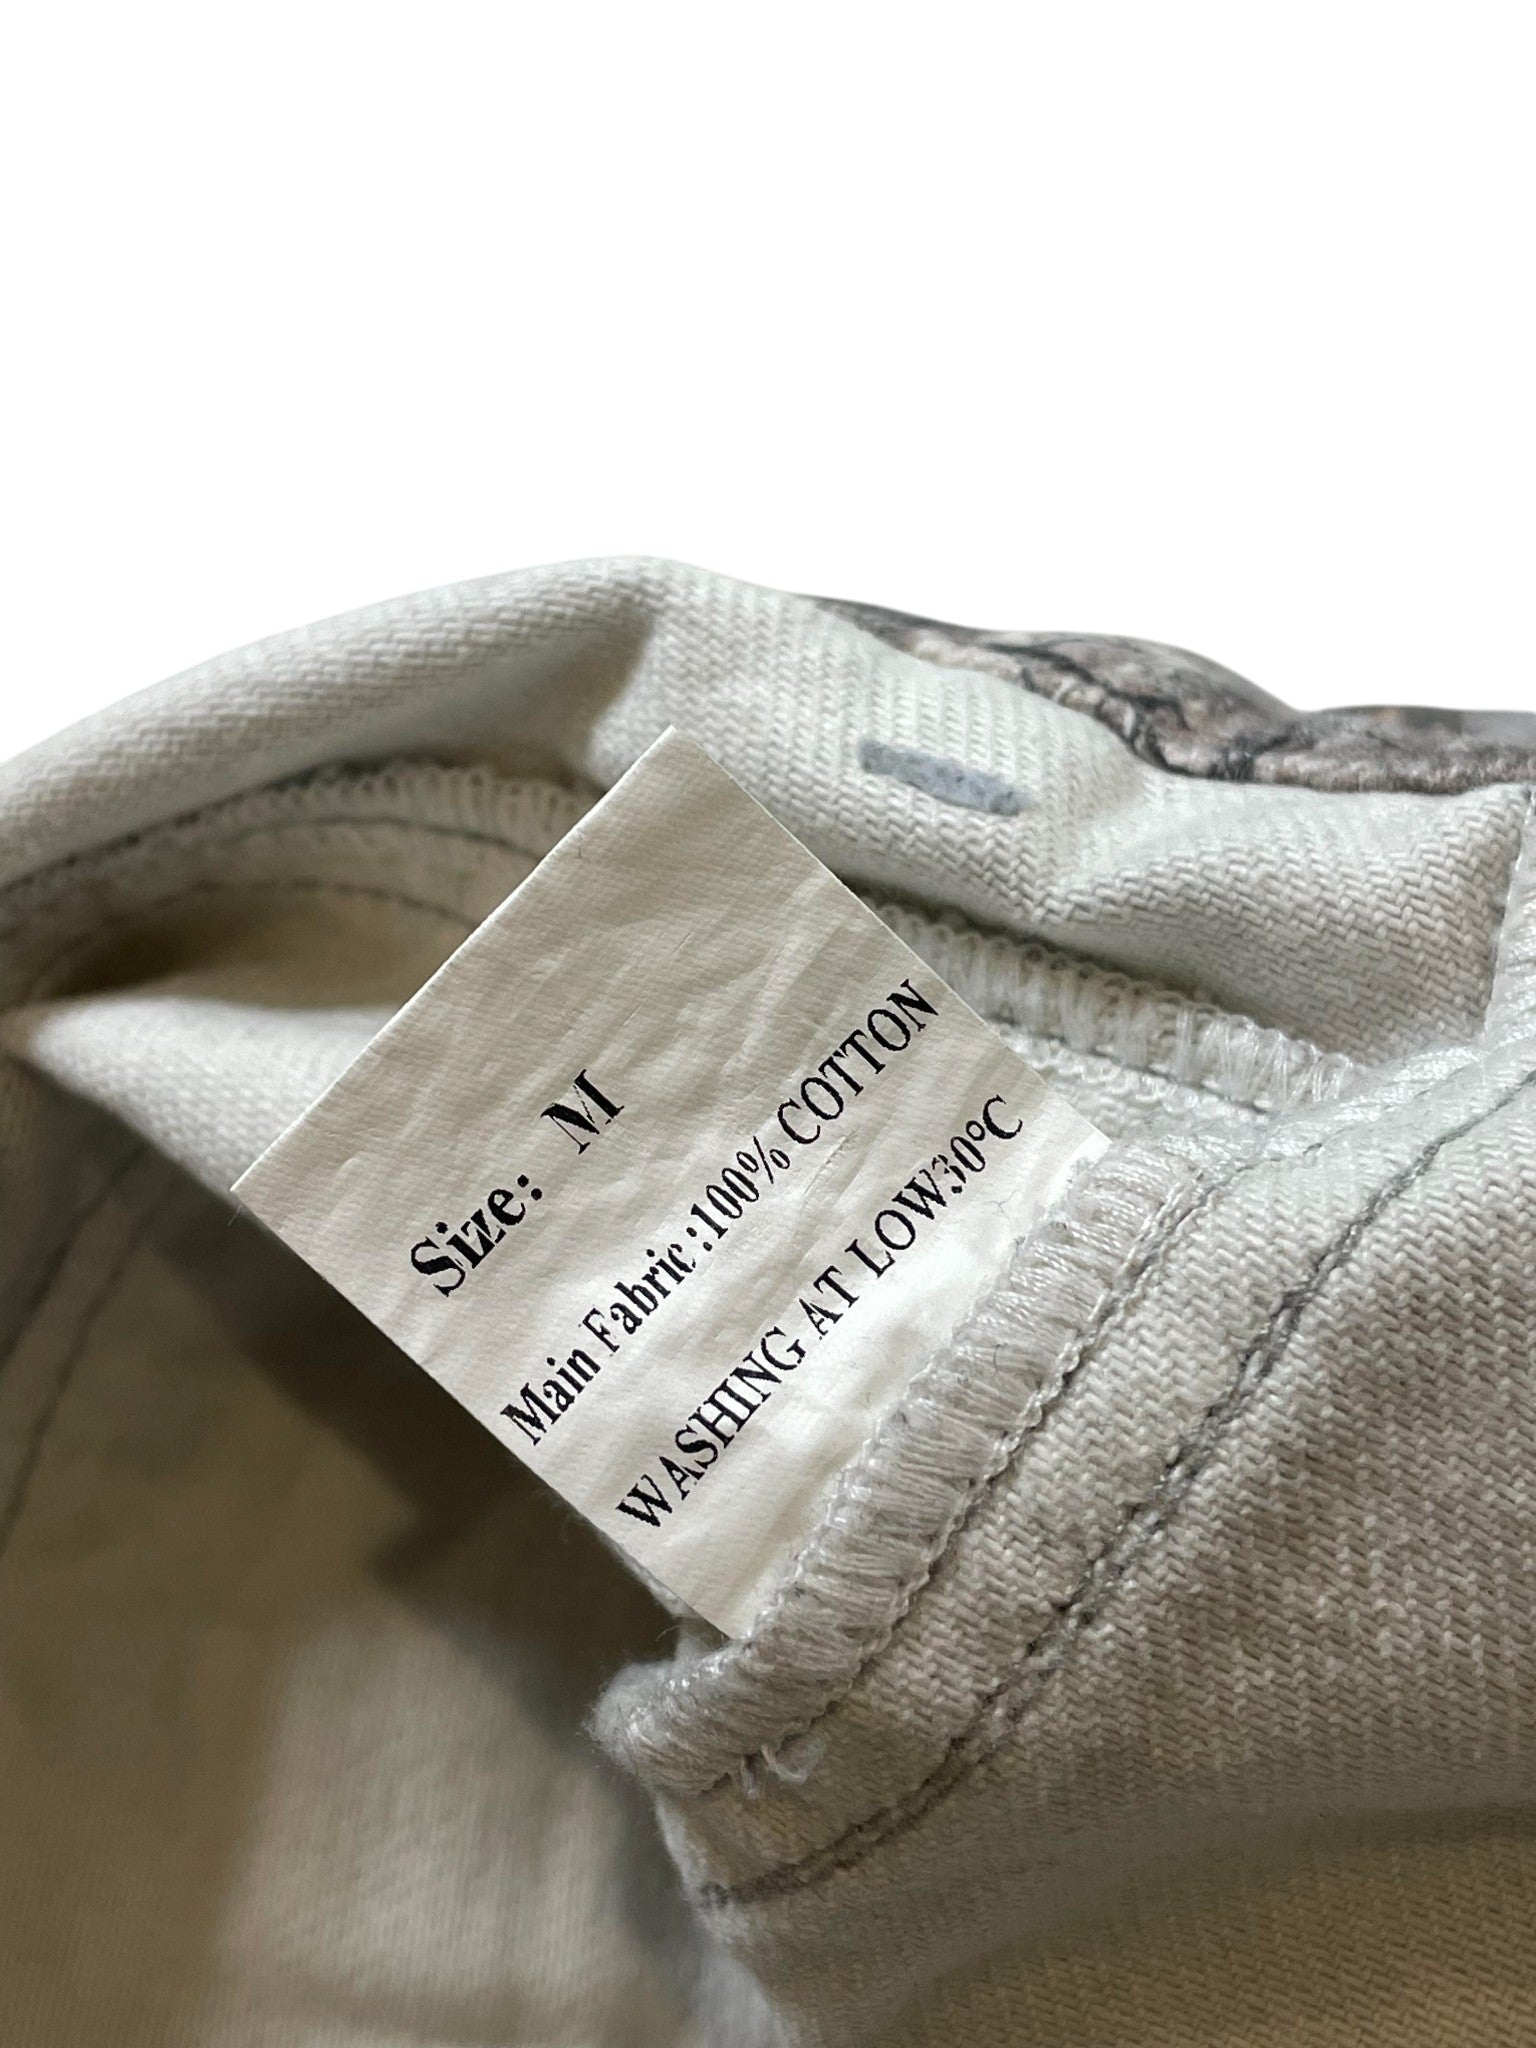 Size: M
Main Fabric:100% COTTON
WASHING AT LOW30°C